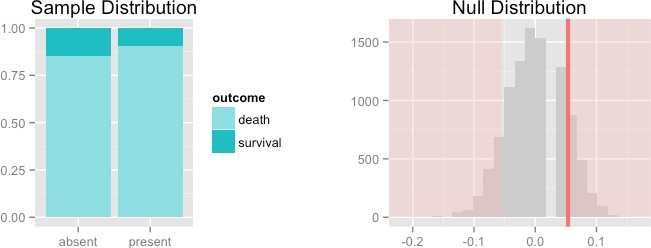 Sample Distribution
1.00
0.75
0.50
0.25
0.00
absent present
outcome
death
survival
Null Distribution
1500
1000
500
0
-0.2 -0.1 0.0 0.1